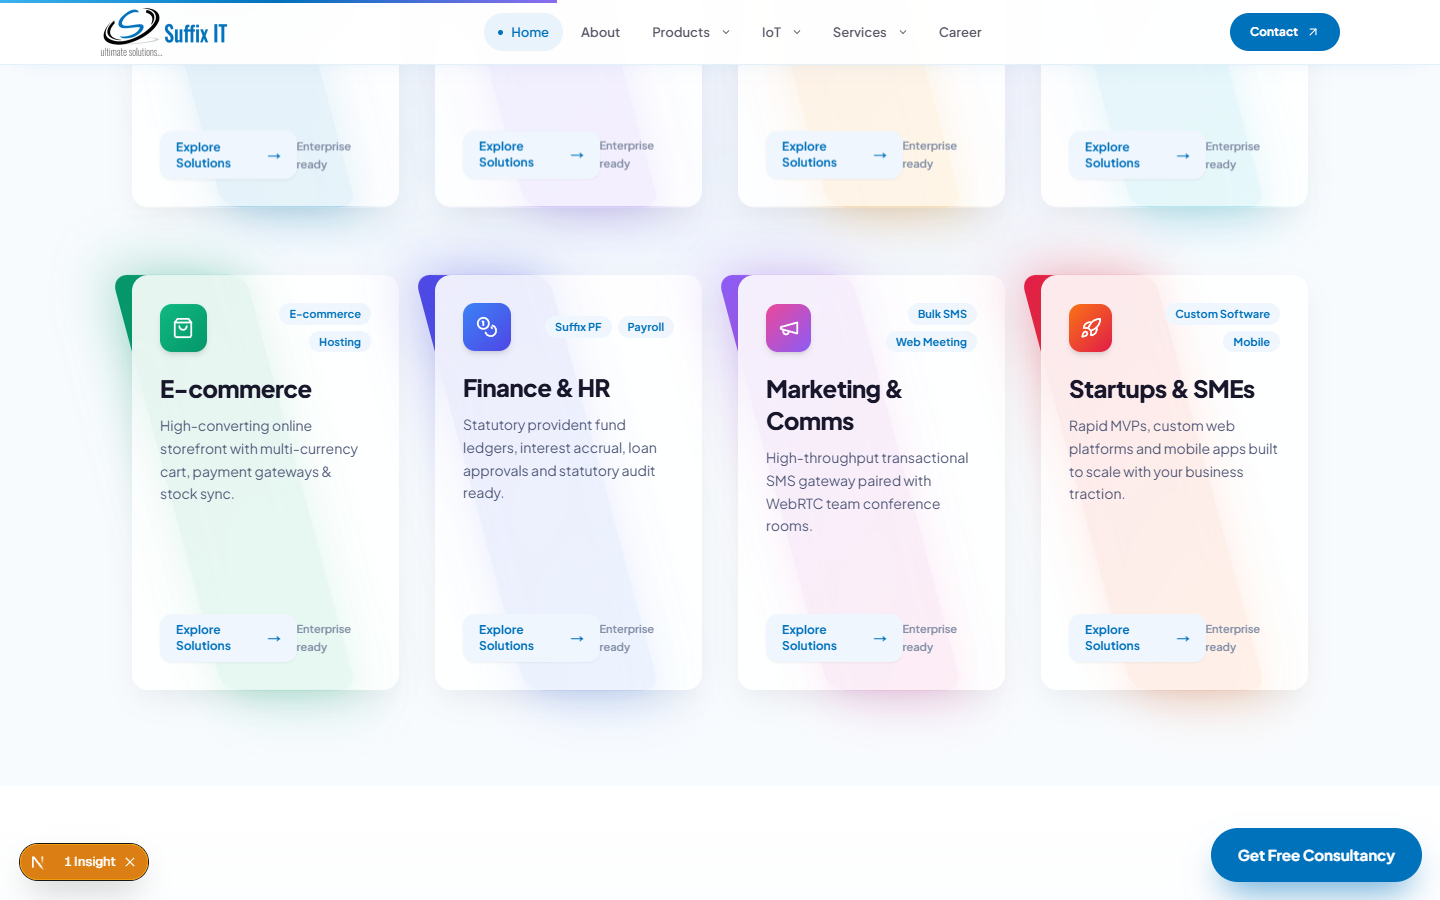 Suffix IT
ultimate solutions...
Home
About
Products
IoT
Services
Career
Contact
Explore
Solutions
Enterprise
ready
Explore
Solutions
Enterprise
ready
Explore
Solutions
Enterprise
ready
Explore
Solutions
Enterprise
ready
E-commerce
Hosting
E-commerce
High-converting online
storefront with multi-currency
cart, payment gateways &
stock sync.
Explore
Solutions
Enterprise
ready
Suffix PF
Payroll
Finance & HR
Statutory provident fund
ledgers, interest accrual, loan
approvals and statutory audit
ready.
Explore
Solutions
Enterprise
ready
Bulk SMS
Web Meeting
Marketing &
Comms
High-throughput transactional
SMS gateway paired with
WebRTC team conference
rooms.
Explore
Solutions
Enterprise
ready
Custom Software
Mobile
Startups & SMEs
Rapid MVPs, custom web
platforms and mobile apps built
to scale with your business
traction.
Explore
Solutions
Enterprise
ready
1 Insight
Get Free Consultancy